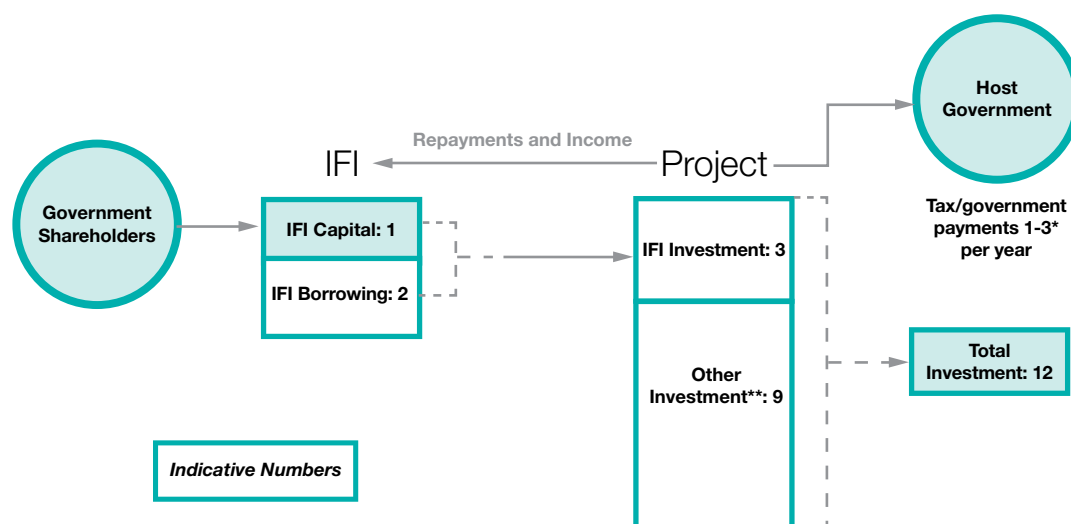 Host
Government
Repayments and Income
IFI
Project
Government
Shareholders
Tax/government
payments 1-3*
per year
IFI Capital: 1
IFI Investment: 3
IFI Borrowing: 2
Total
Investment: 12
Other
Investment**: 9
Indicative Numbers